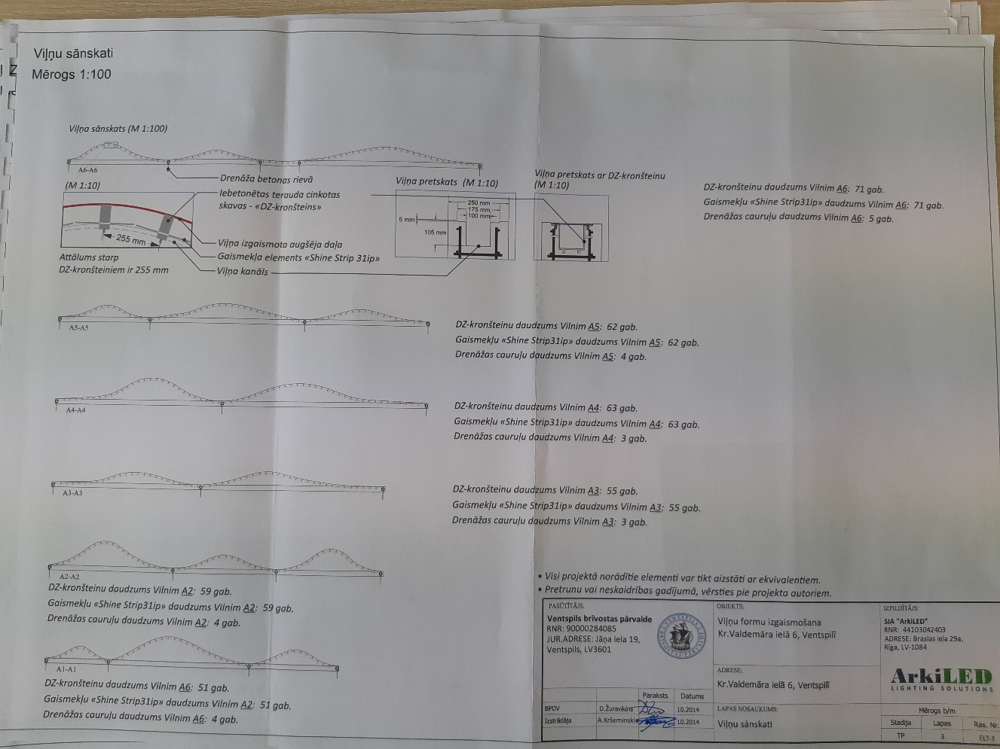 Viļņu sānskati
Mērogs 1:100
Viļņa sānskats (M 1:100)
A6-A6
(M 1:10)
Drenāža betonas rievā
Iebetonētas terauda cinkotas
skavas - «DZ-kronšteins»
255 mm
Viļņa izgaismota augšēja daļa
Gaismekļa elements «Shine Strip 31ip»
Viļņa kanāls
Attālums starp
DZ-kronšteiniem ir 255 mm
Viļņa pretskats (M 1:10)
250 mm
175 mm
100 mm
5 mm
105 mm
Viļņa pretskats ar DZ-kronšteinu
(M 1:10)
DZ-kronšteinu daudzums Vilnim A6: 71 gab.
Gaismekļu «Shine Strip31ip» daudzums Vilnim A6: 71 gab.
Drenāžas cauruļu daudzums Vilnim A6: 5 gab.
A5-A5
DZ-kronšteinu daudzums Vilnim A5: 62 gab.
Gaismekļu «Shine Strip31ip» daudzums Vilnim A5: 62 gab.
Drenāžas cauruļu daudzums Vilnim A5: 4 gab.
A4-A4
DZ-kronšteinu daudzums Vilnim A4: 63 gab.
Gaismekļu «Shine Strip31ip» daudzums Vilnim A4: 63 gab.
Drenāžas cauruļu daudzums Vilnim A4: 3 gab.
A3-A3
DZ-kronšteinu daudzums Vilnim A3: 55 gab.
Gaismekļu «Shine Strip31ip» daudzums Vilnim A3: 55 gab.
Drenāžas cauruļu daudzums Vilnim A3: 3 gab.
A2-A2
DZ-kronšteinu daudzums Vilnim A2: 59 gab.
Gaismekļu «Shine Strip31ip» daudzums Vilnim A2: 59 gab.
Drenāžas cauruļu daudzums Vilnim A2: 4 gab.
A1-A1
DZ-kronšteinu daudzums Vilnim A6: 51 gab.
Gaismekļu «Shine Strip31ip» daudzums Vilnim A2: 51 gab.
Drenāžas cauruļu daudzums Vilnim A6: 4 gab.
• Visi projektā norādītie elementi var tikt aizstāti ar ekvivalentiem.
• Pretrunu vai neskaidrības gadījumā, vērsties pie projekta autoriem.
PASŪTĪTĀJS:
Ventspils brīvostas pārvalde
RNR: 90000284085
JUR.ADRESE: Jāņa iela 19,
Ventspils, LV3601
OBJEKTS:
Viļņu formu izgaismošana
Kr.Valdemāra ielā 6, Ventspilī
IZPILDĪTĀJS:
SIA "ArkiLED"
RNR: 44103042403
ADRESE: Braslas iela 29a,
Rīga, LV-1084
ArkiLED
LIGHTING SOLUTIONS
ADRESE:
Kr.Valdemāra ielā 6, Ventspilī
Paraksts Datums
BPDV D.Žuravikins 10.2014
Izstrādāja A.Kršeminskis 10.2014
LAPAS NOSAUKUMS:
Viļņu sānskati
Mērogs b/m
Stadija Lapas Ras. Nr.
TP 3 ELT-3